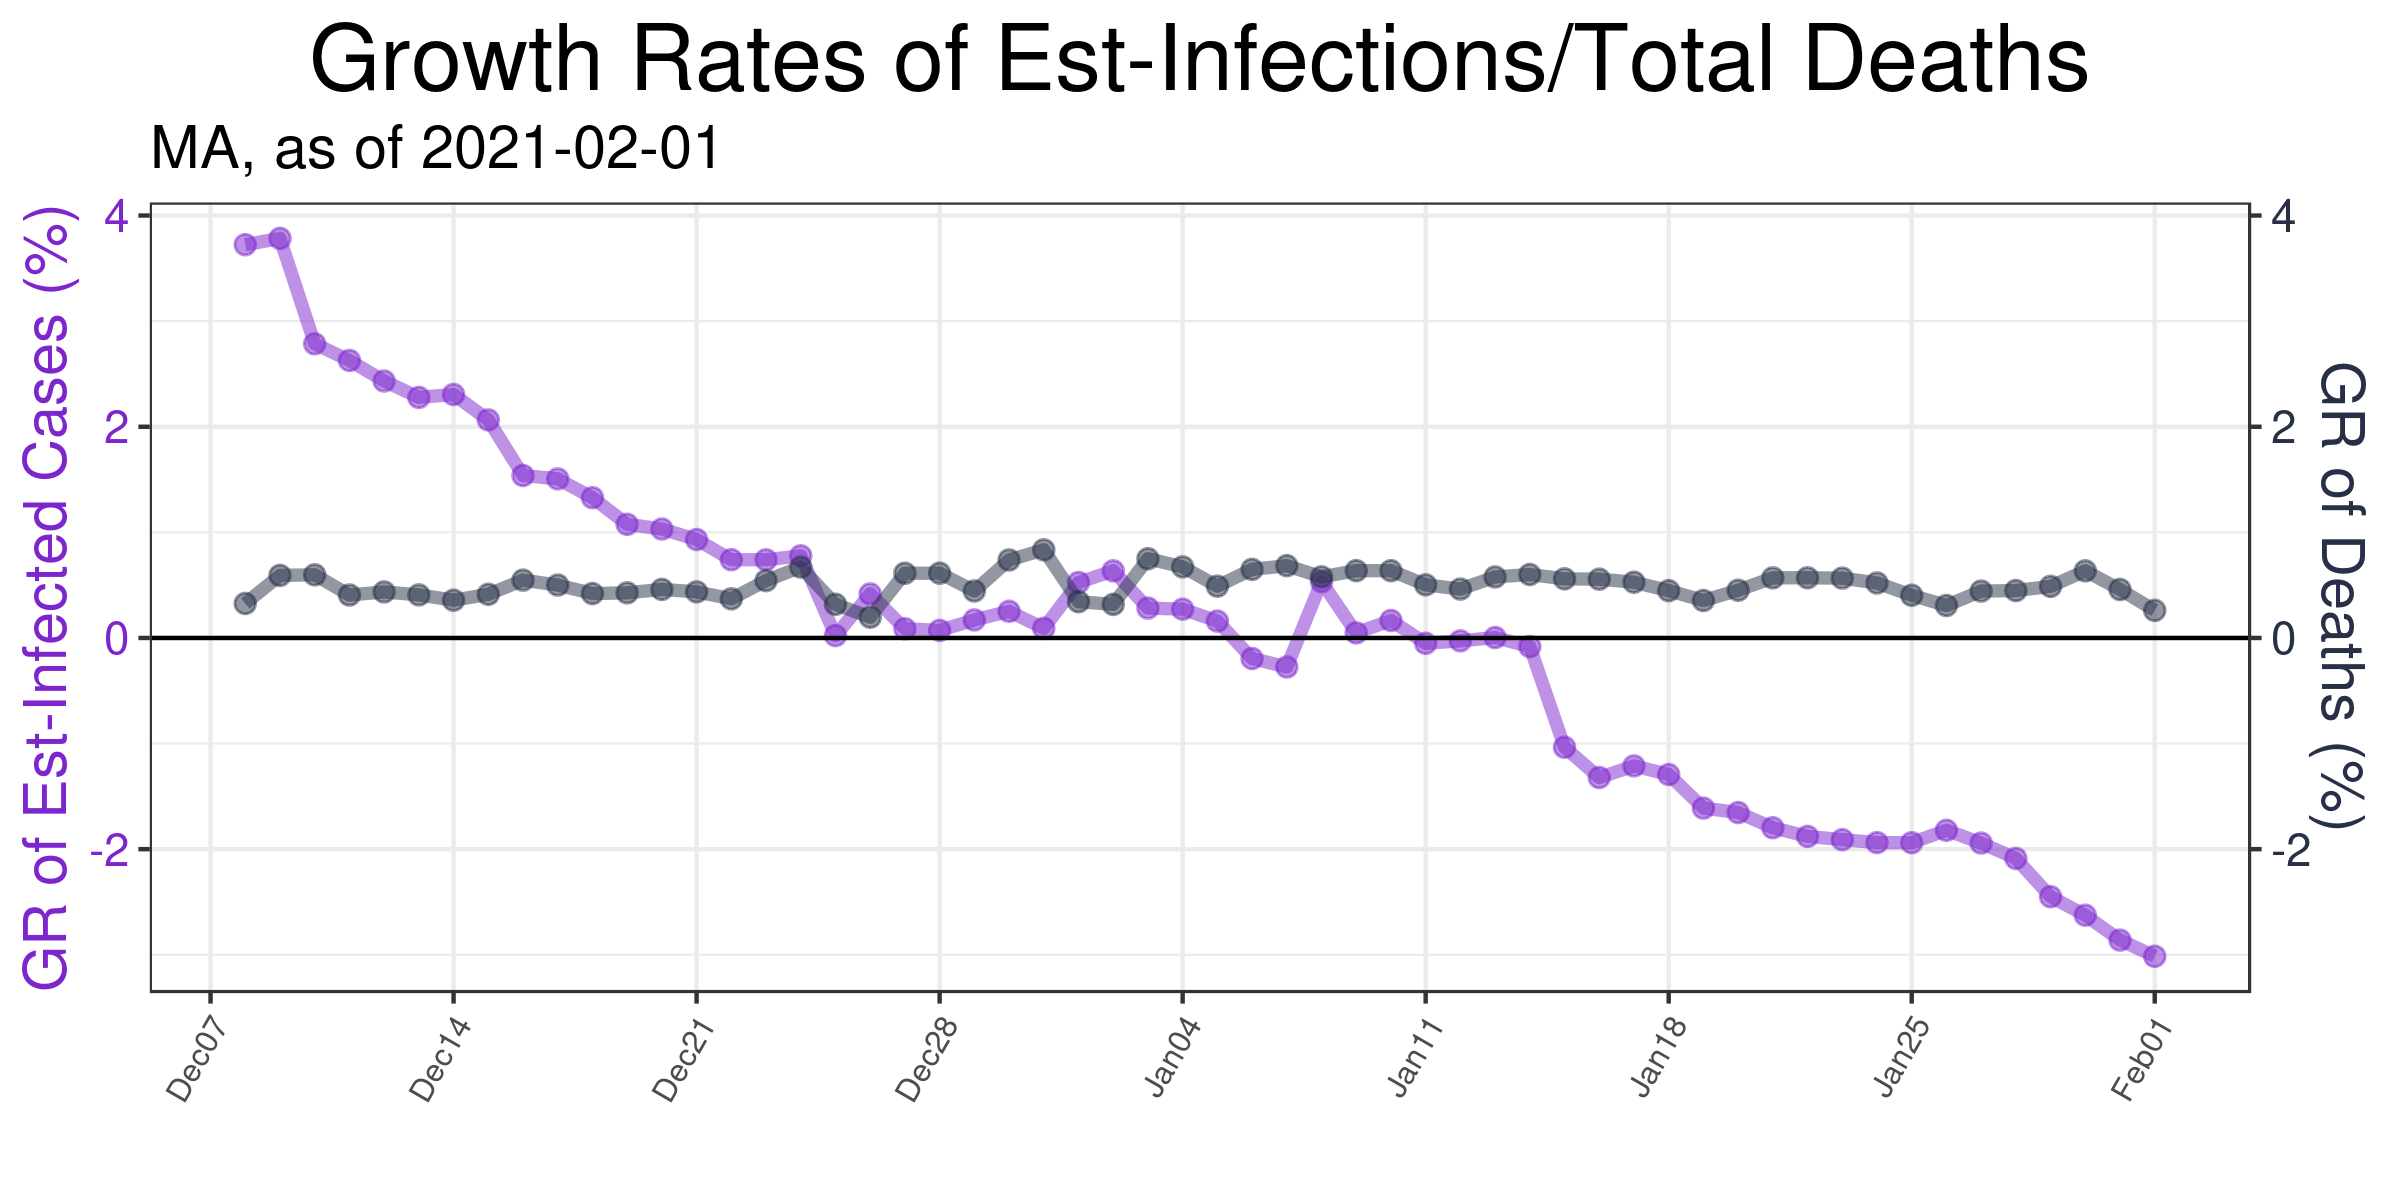 Growth Rates of Est-Infections/Total Deaths
MA, as of 2021-02-01
GR of Est-Infected Cases (%)
4
2
0
-2
4
2
0
-2
GR of Deaths (%)
Dec07
Dec14
Dec21
Dec28
Jan04
Jan11
Jan18
Jan25
Feb01